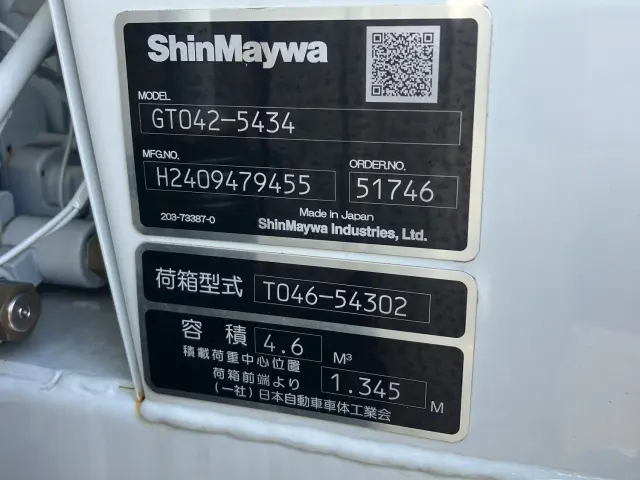 ShinMaywa
MODEL
GT042-5434
MFG.NO.
ORDER.NO.
H2409479455
51746
203-73387-0
Made in Japan
ShinMaywa Industries, Ltd.
荷箱型式 T046-54302
容積 4.6 M³
積載荷重中心位置
荷箱前端より 1.345 M
(一社)日本自動車車体工業会